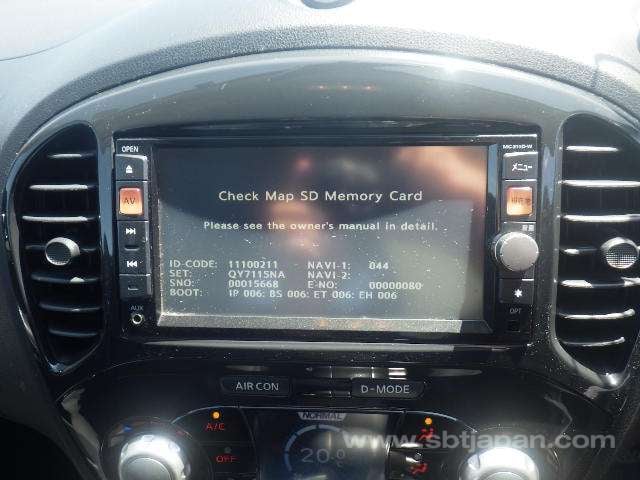 OPEN
MC315D-W
メニュー
AV
現在地
Check Map SD Memory Card
Please see the owner's manual in detail.
ID-CODE: 11100211 NAVI-1: 044
SET: QY7115NA NAVI-2:
SNO: 00015668 E-NO: 00000080
BOOT: IP 006: BS 006: ET 006: EH 006
AUX
OPT
AIR CON
D-MODE
NORMAL
A/C
OFF
20
www.sbtjapan.com